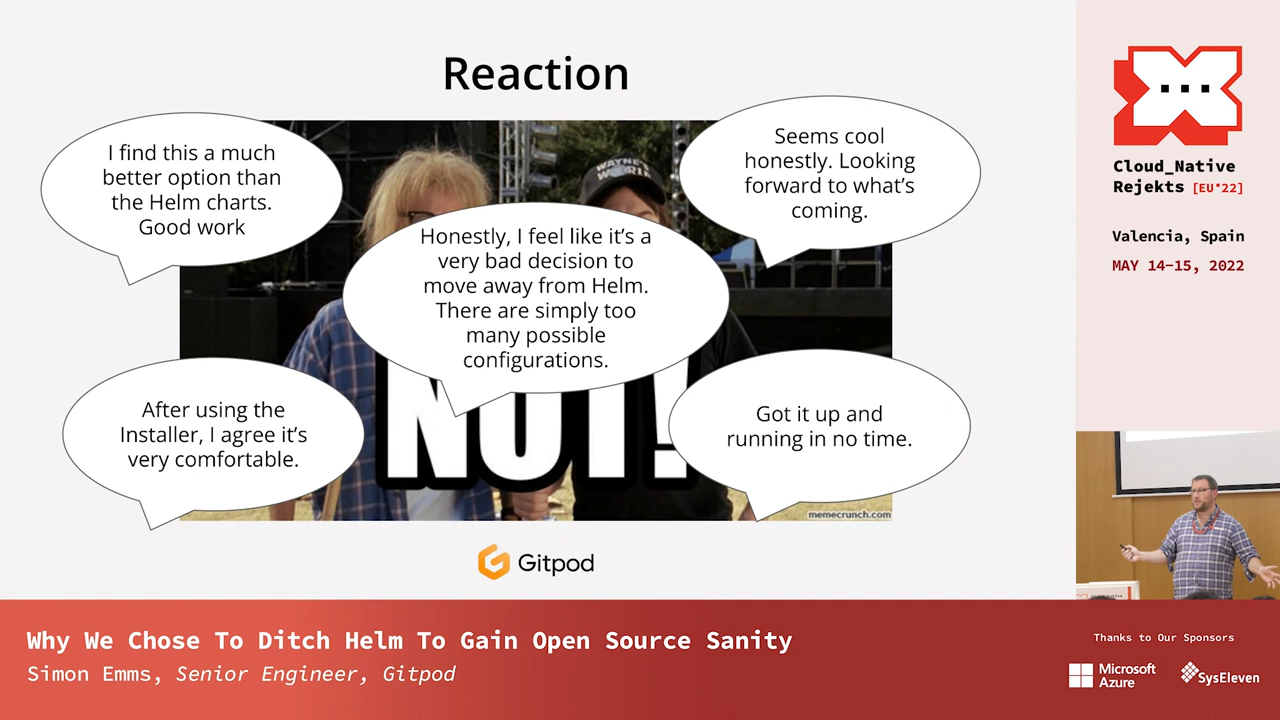 Reaction
I find this a much
better option than
the Helm charts.
Good work
Seems cool
honestly. Looking
forward to what's
coming.
WAYNE'S
WORLD
Honestly, I feel like it's a
very bad decision to
move away from Helm.
There are simply too
many possible
configurations.
NOT!
After using the
Installer, I agree it's
very comfortable.
Got it up and
running in no time.
memecrunch.com
Gitpod
Cloud_Native
Rejekts [EU*22]
Valencia, Spain
MAY 14-15, 2022
Why We Chose To Ditch Helm To Gain Open Source Sanity
Simon Emms, Senior Engineer, Gitpod
Thanks to Our Sponsors
Microsoft
Azure
SysEleven